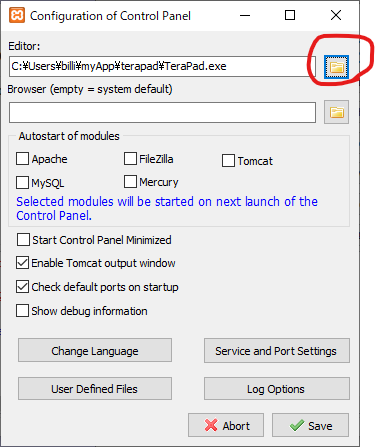 Configuration of Control Panel
Editor:
C:¥Users¥billi¥myApp¥terapad¥TeraPad.exe
Browser (empty = system default)
Autostart of modules
Apache FileZilla Tomcat
MySQL Mercury
Selected modules will be started on next launch of the
Control Panel.
Start Control Panel Minimized
Enable Tomcat output window
Check default ports on startup
Show debug information
Change Language Service and Port Settings
User Defined Files Log Options
Abort Save